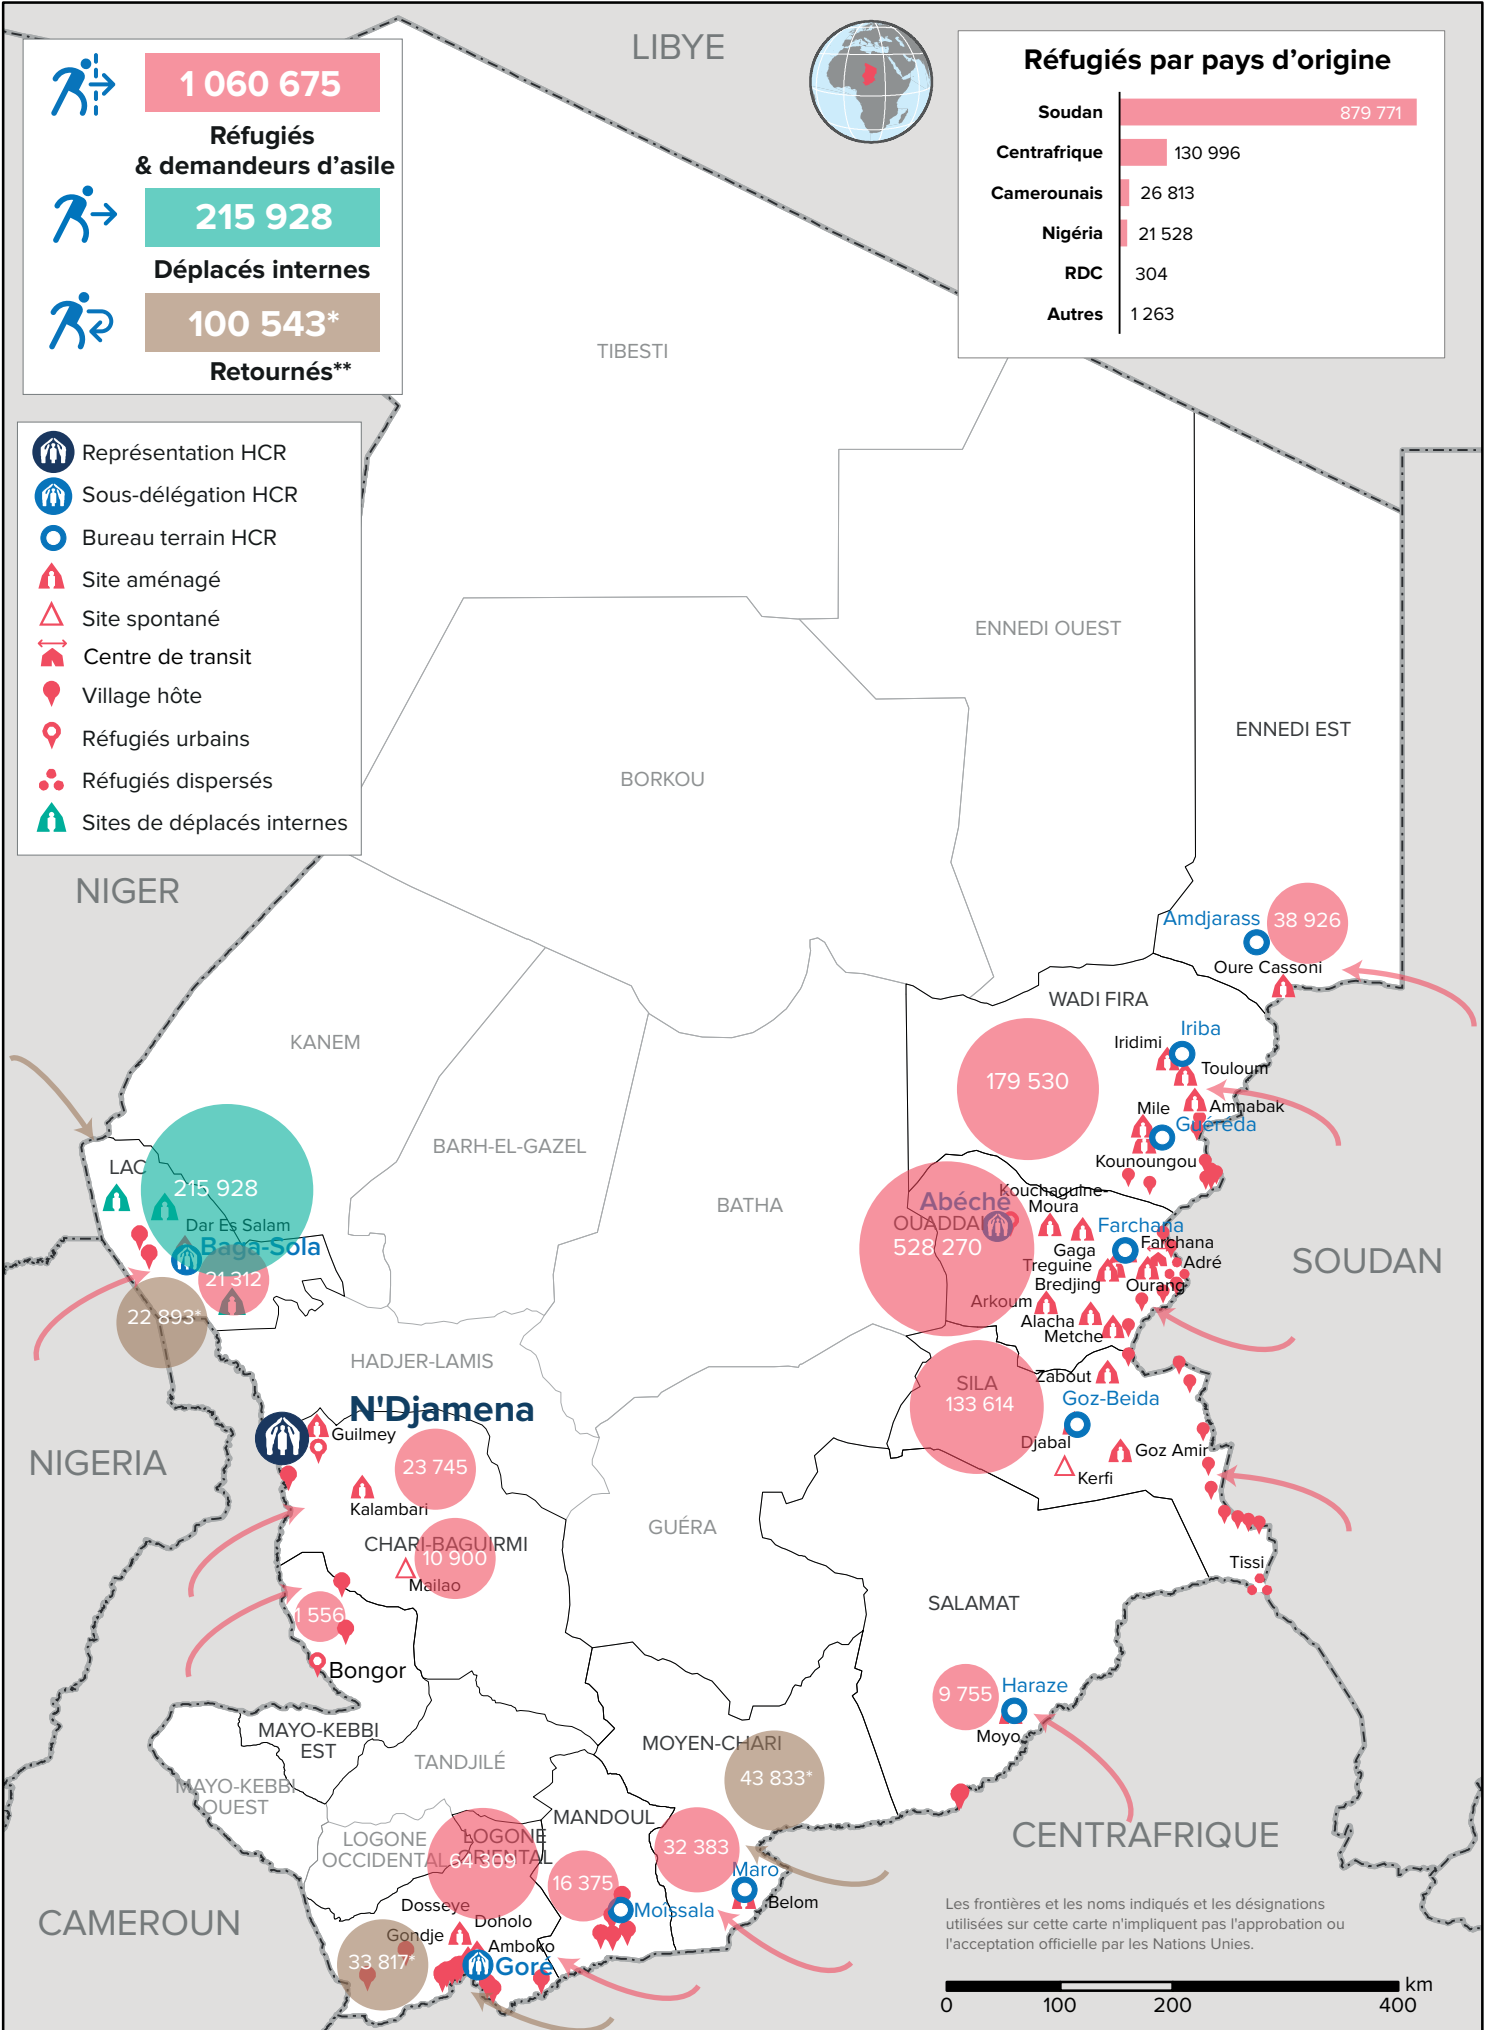 1 060 675
Réfugiés
& demandeurs d'asile
215 928
Déplacés internes
100 543*
Retournés**
LIBYE
Réfugiés par pays d'origine
Soudan 879 771
Centrafrique 130 996
Camerounais 26 813
Nigéria 21 528
RDC 304
Autres 1 263
Représentation HCR
Sous-délégation HCR
Bureau terrain HCR
Site aménagé
Site spontané
Centre de transit
Village hôte
Réfugiés urbains
Réfugiés dispersés
Sites de déplacés internes
TIBESTI
ENNEDI OUEST
ENNEDI EST
BORKOU
NIGER
Amdjarass
38 926
Oure Cassoni
WADI FIRA
KANEM
Iriba
Iridimi
Touloum
179 530
Amnabak
Mile
Guéréda
Kounoungou
BARH-EL-GAZEL
BATHA
LAC
215 928
Dar Es Salam
Baga-Sola
21 312
22 893*
Kouchaguine-
Moura
Abéché
OUADDAI
528 270
Farchana
Farchana
Gaga
Adré
Treguine
Bredjing
Ourang
Arkoum
Alacha
Metche
SOUDAN
HADJER-LAMIS
Zabout
SILA
133 614
Goz-Beida
Djabal
Goz Amir
Kerfi
N'Djamena
Guilmey
NIGERIA
23 745
Kalambari
CHARI-BAGUIRMI
10 900
Mailao
GUÉRA
Tissi
SALAMAT
1 556
Bongor
9 755
Haraze
Moyo
MAYO-KEBBI
EST
MAYO-KEBBI
OUEST
TANDJILÉ
MOYEN-CHARI
43 833*
MANDOUL
LOGONE
OCCIDENTAL
LOGONE
ORIENTAL
64 309
32 383
16 375
Maro
Belom
Moissala
CENTRAFRIQUE
CAMEROUN
Dosseye
Doholo
Gondje
Amboko
Goré
33 817*
Les frontières et les noms indiqués et les désignations
utilisées sur cette carte n'impliquent pas l'approbation ou
l'acceptation officielle par les Nations Unies.
km
0 100 200 400